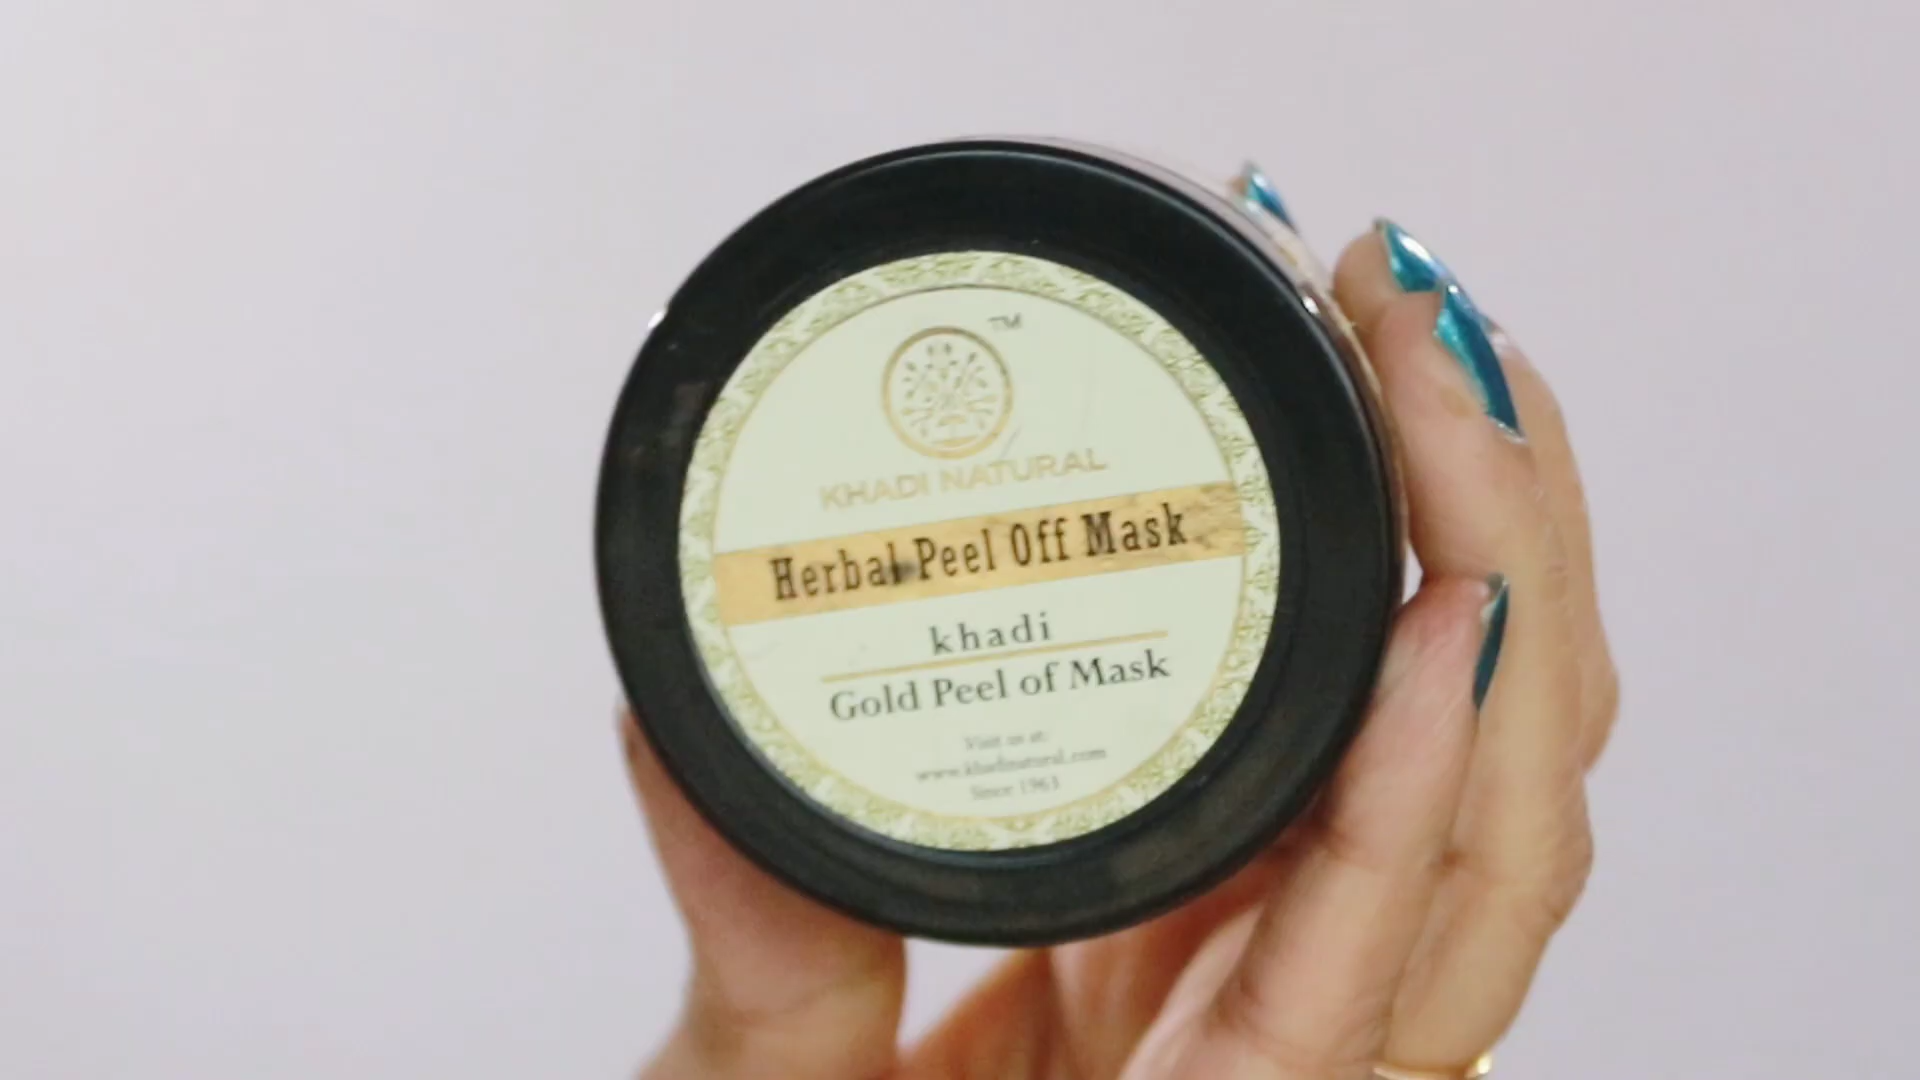 TM
KHADI NATURAL
Herbal Peel Off Mask
khadi
Gold Peel of Mask
Visit us at:
www.khadinatural.com
Since 1963